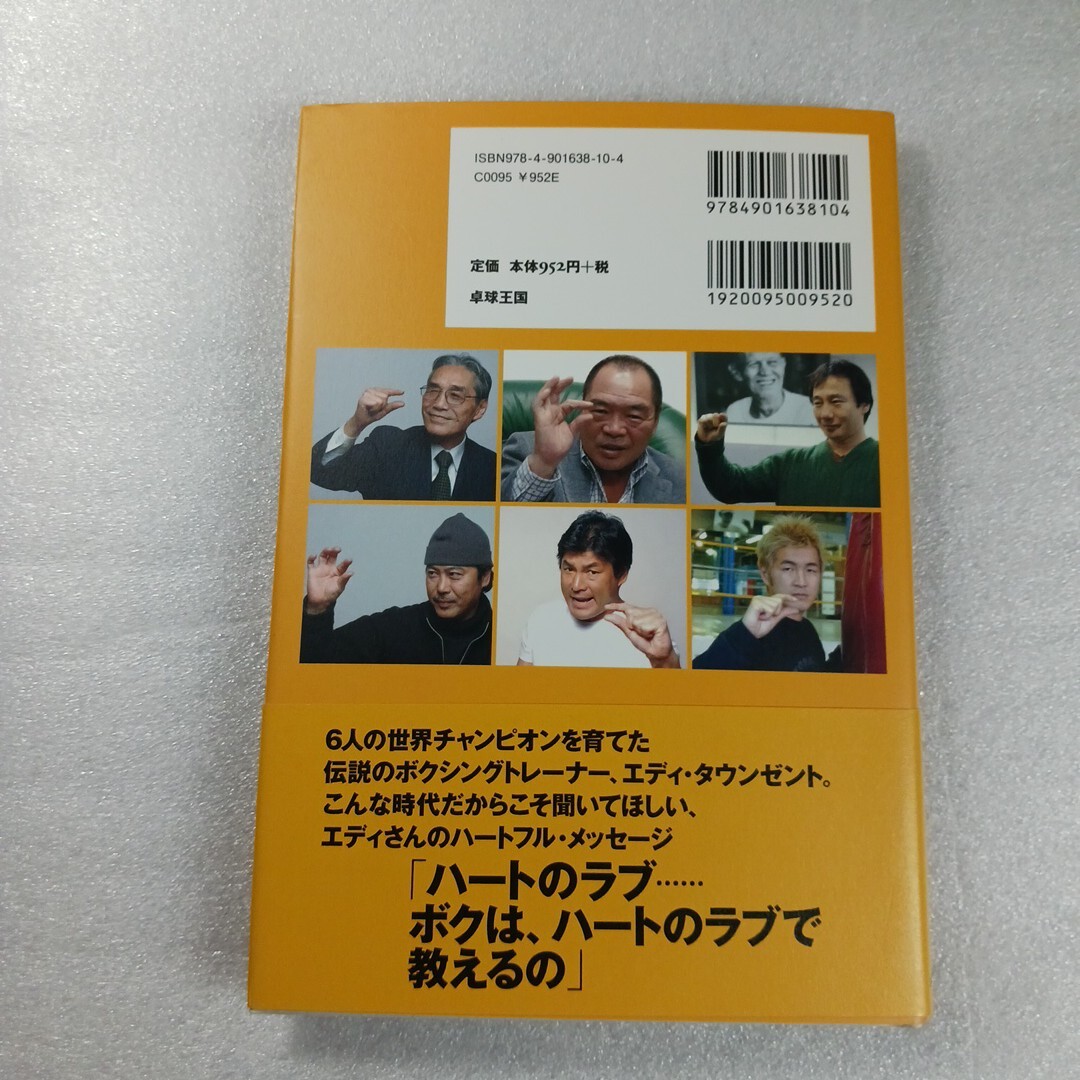 ISBN978-4-901638-10-4
C0095 ￥952E
9784901638104
定価 本体952円+税
卓球王国
1920095009520
6人の世界チャンピオンを育てた
伝説のボクシングトレーナー、エディ・タウンゼント。
こんな時代だからこそ聞いてほしい、
エディさんのハートフル・メッセージ
「ハートのラブ……
ボクは、ハートのラブで
教えるの」